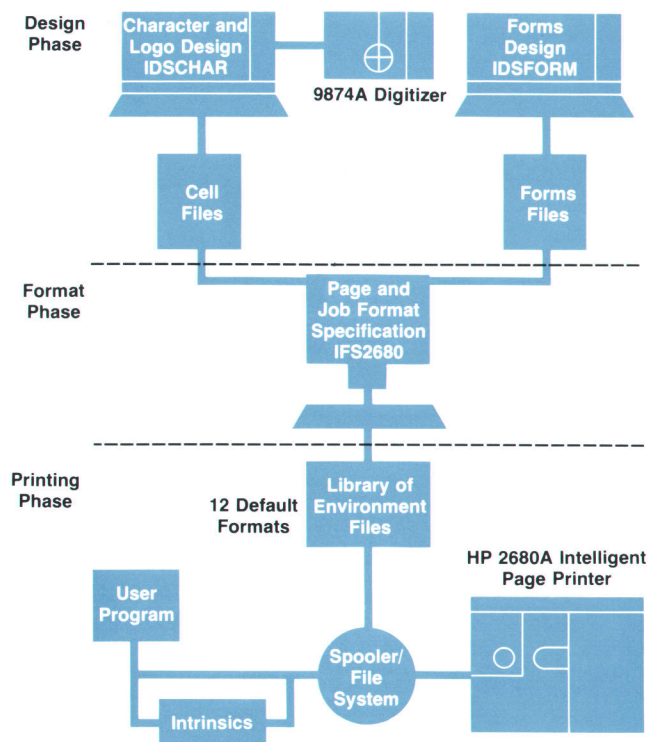 Design
Phase
Character and
Logo Design
IDSCHAR
9874A Digitizer
Forms
Design
IDSFORM
Cell
Files
Forms
Files
Format
Phase
Page and
Job Format
Specification
IFS2680
Printing
Phase
12 Default
Formats
Library of
Environment
Files
HP 2680A Intelligent
Page Printer
User
Program
Spooler/
File
System
Intrinsics